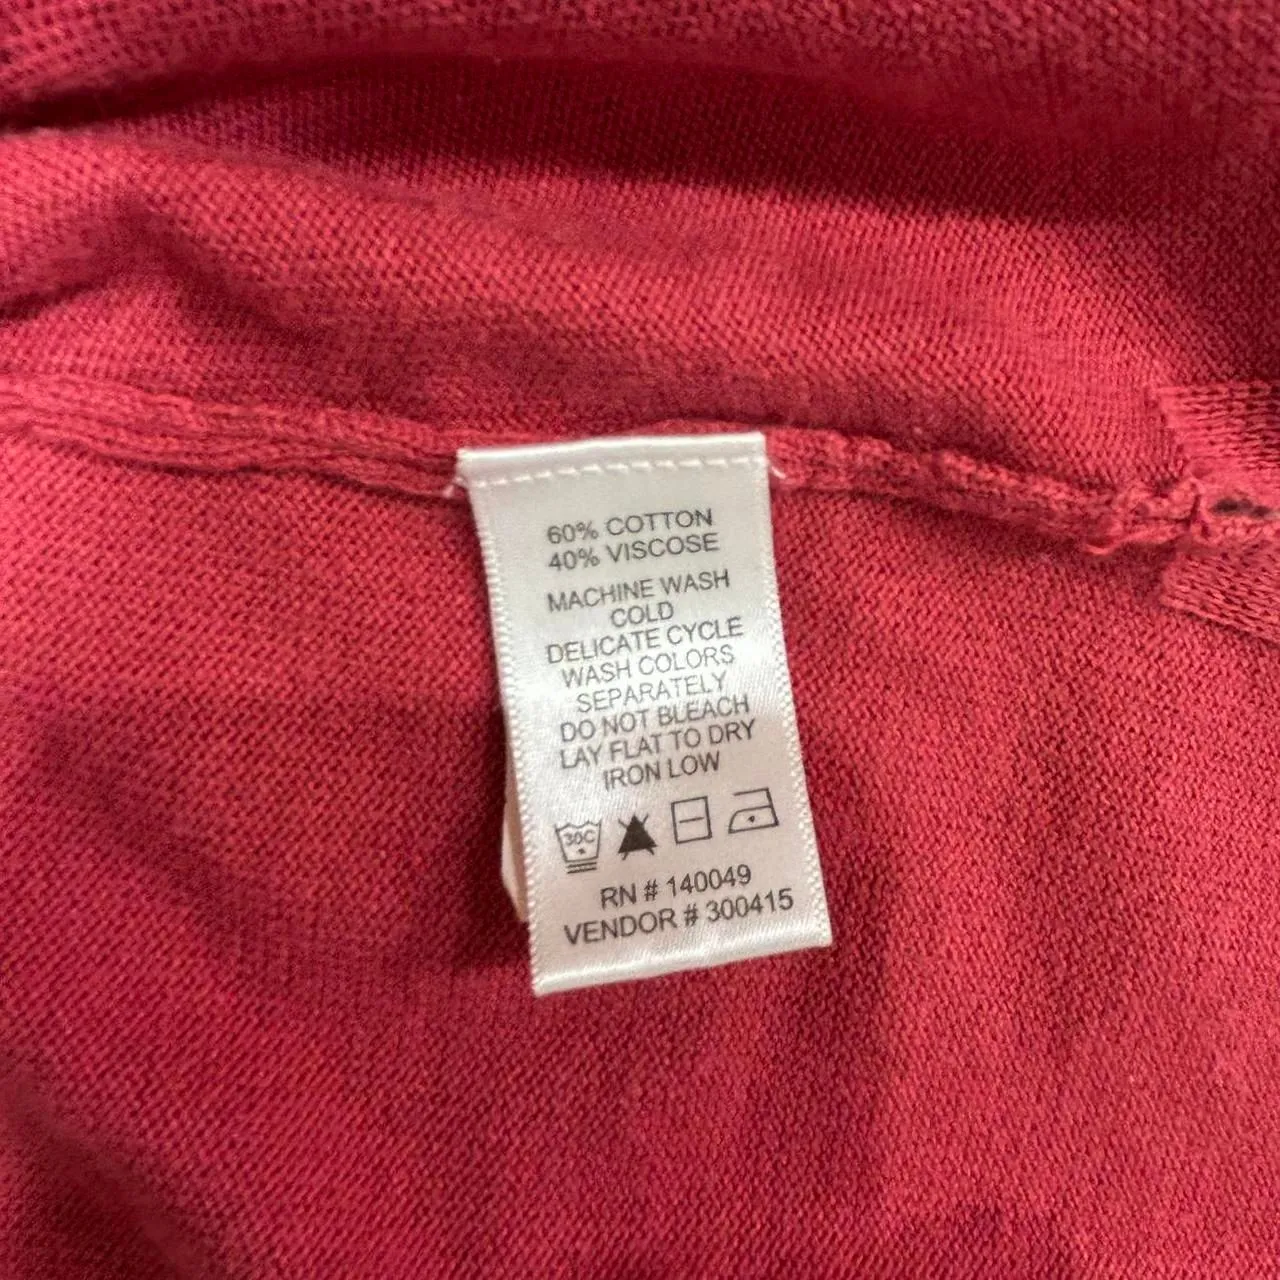 60% COTTON
40% VISCOSE
MACHINE WASH
COLD
DELICATE CYCLE
WASH COLORS
SEPARATELY
DO NOT BLEACH
LAY FLAT TO DRY
IRON LOW
30C
RN # 140049
VENDOR # 300415